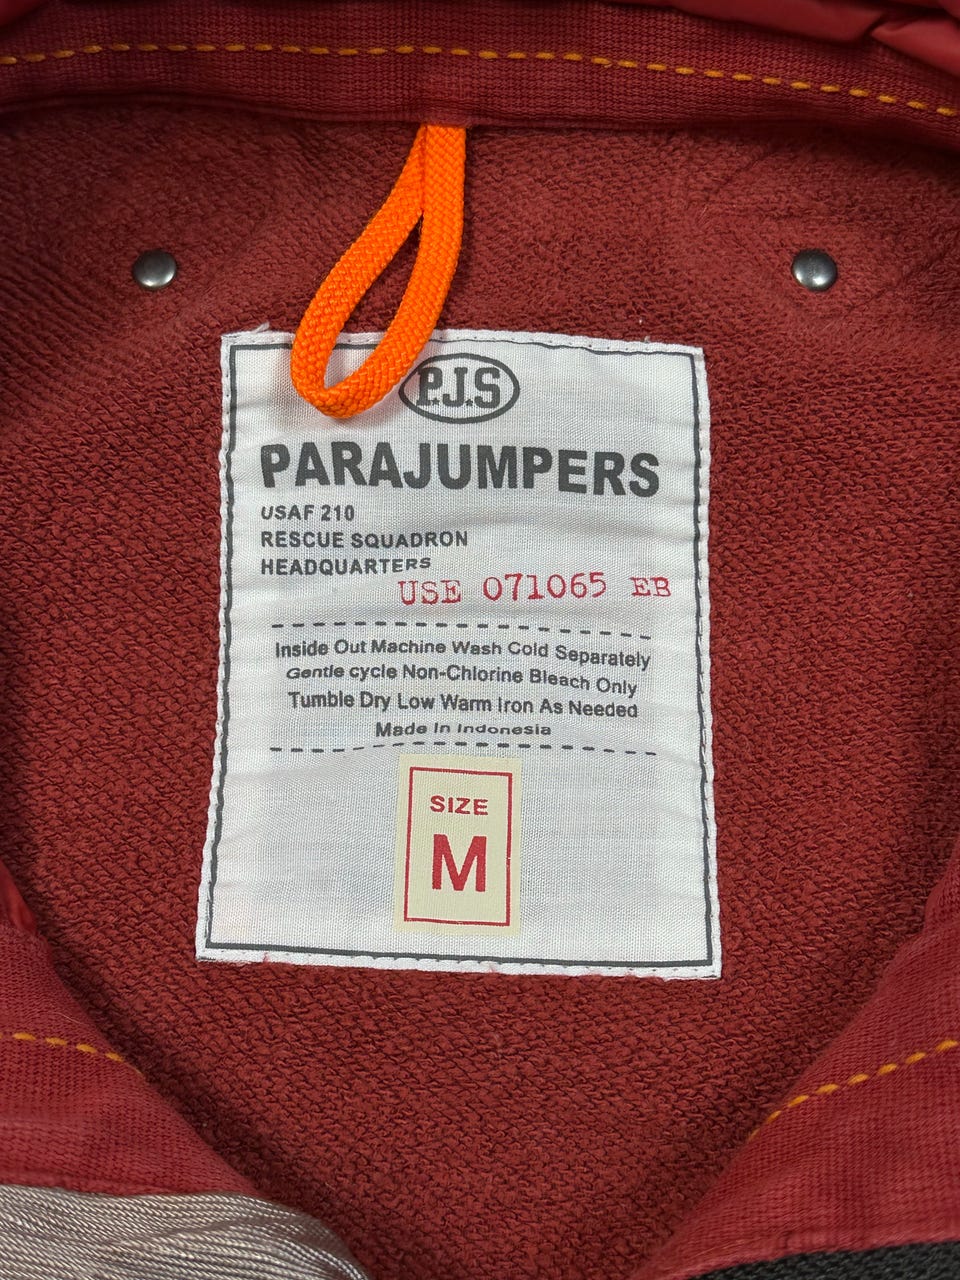 P.J.S
PARAJUMPERS
USAF 210
RESCUE SQUADRON
HEADQUARTERS
USE 071065 EB
Inside Out Machine Wash Cold Separately
Gentle cycle Non-Chlorine Bleach Only
Tumble Dry Low Warm Iron As Needed
Made In Indonesia
SIZE
M